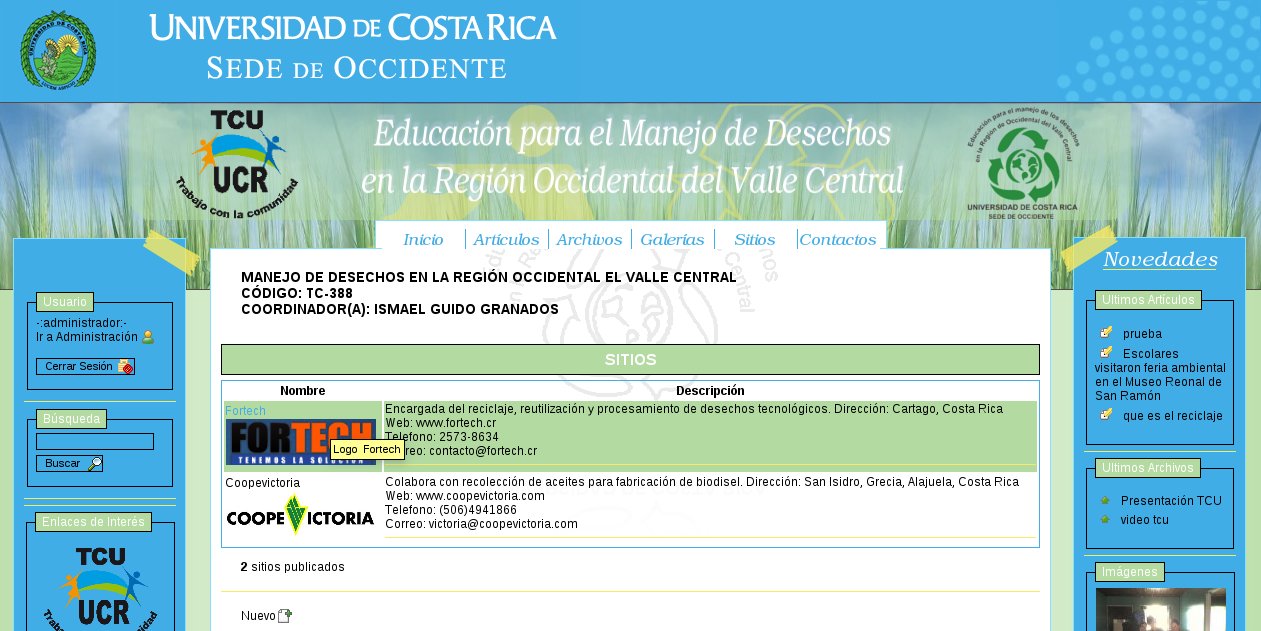 UNIVERSIDAD DE COSTA RICA
SEDE DE OCCIDENTE
TCU
UCR
Trabajo con la comunidad
Educación para el Manejo de Desechos
en la Región Occidental del Valle Central
Educación para el manejo de los desechos
en la Región de Occidental del Valle Central
UNIVERSIDAD DE COSTA RICA
SEDE DE OCCIDENTE
Inicio
Artículos
Archivos
Galerías
Sitios
Contactos
Usuario
-:administrador:-
Ir a Administración
Cerrar Sesión
Búsqueda
Buscar
Enlaces de Interés
TCU
UCR
MANEJO DE DESECHOS EN LA REGIÓN OCCIDENTAL EL VALLE CENTRAL
CÓDIGO: TC-388
COORDINADOR(A): ISMAEL GUIDO GRANADOS
SITIOS
Nombre Descripción
Fortech
FORTECH
TENEMOS LA SOLUCION
Logo Fortech
Encargada del reciclaje, reutilización y procesamiento de desechos tecnológicos. Dirección: Cartago, Costa Rica
Web: www.fortech.cr
Telefono: 2573-8634
contacto@fortech.cr
Coopevictoria
COOPEVICTORIA
Colabora con recolección de aceites para fabricación de biodisel. Dirección: San Isidro, Grecia, Alajuela, Costa Rica
Web: www.coopevictoria.com
Telefono: (506)4941866
Correo: victoria@coopevictoria.com
2 sitios publicados
Nuevo
Novedades
Ultimos Artículos
prueba
Escolares
visitaron feria ambiental
en el Museo Reonal de
San Ramón
que es el reciclaje
Ultimos Archivos
Presentación TCU
video tcu
Imágenes